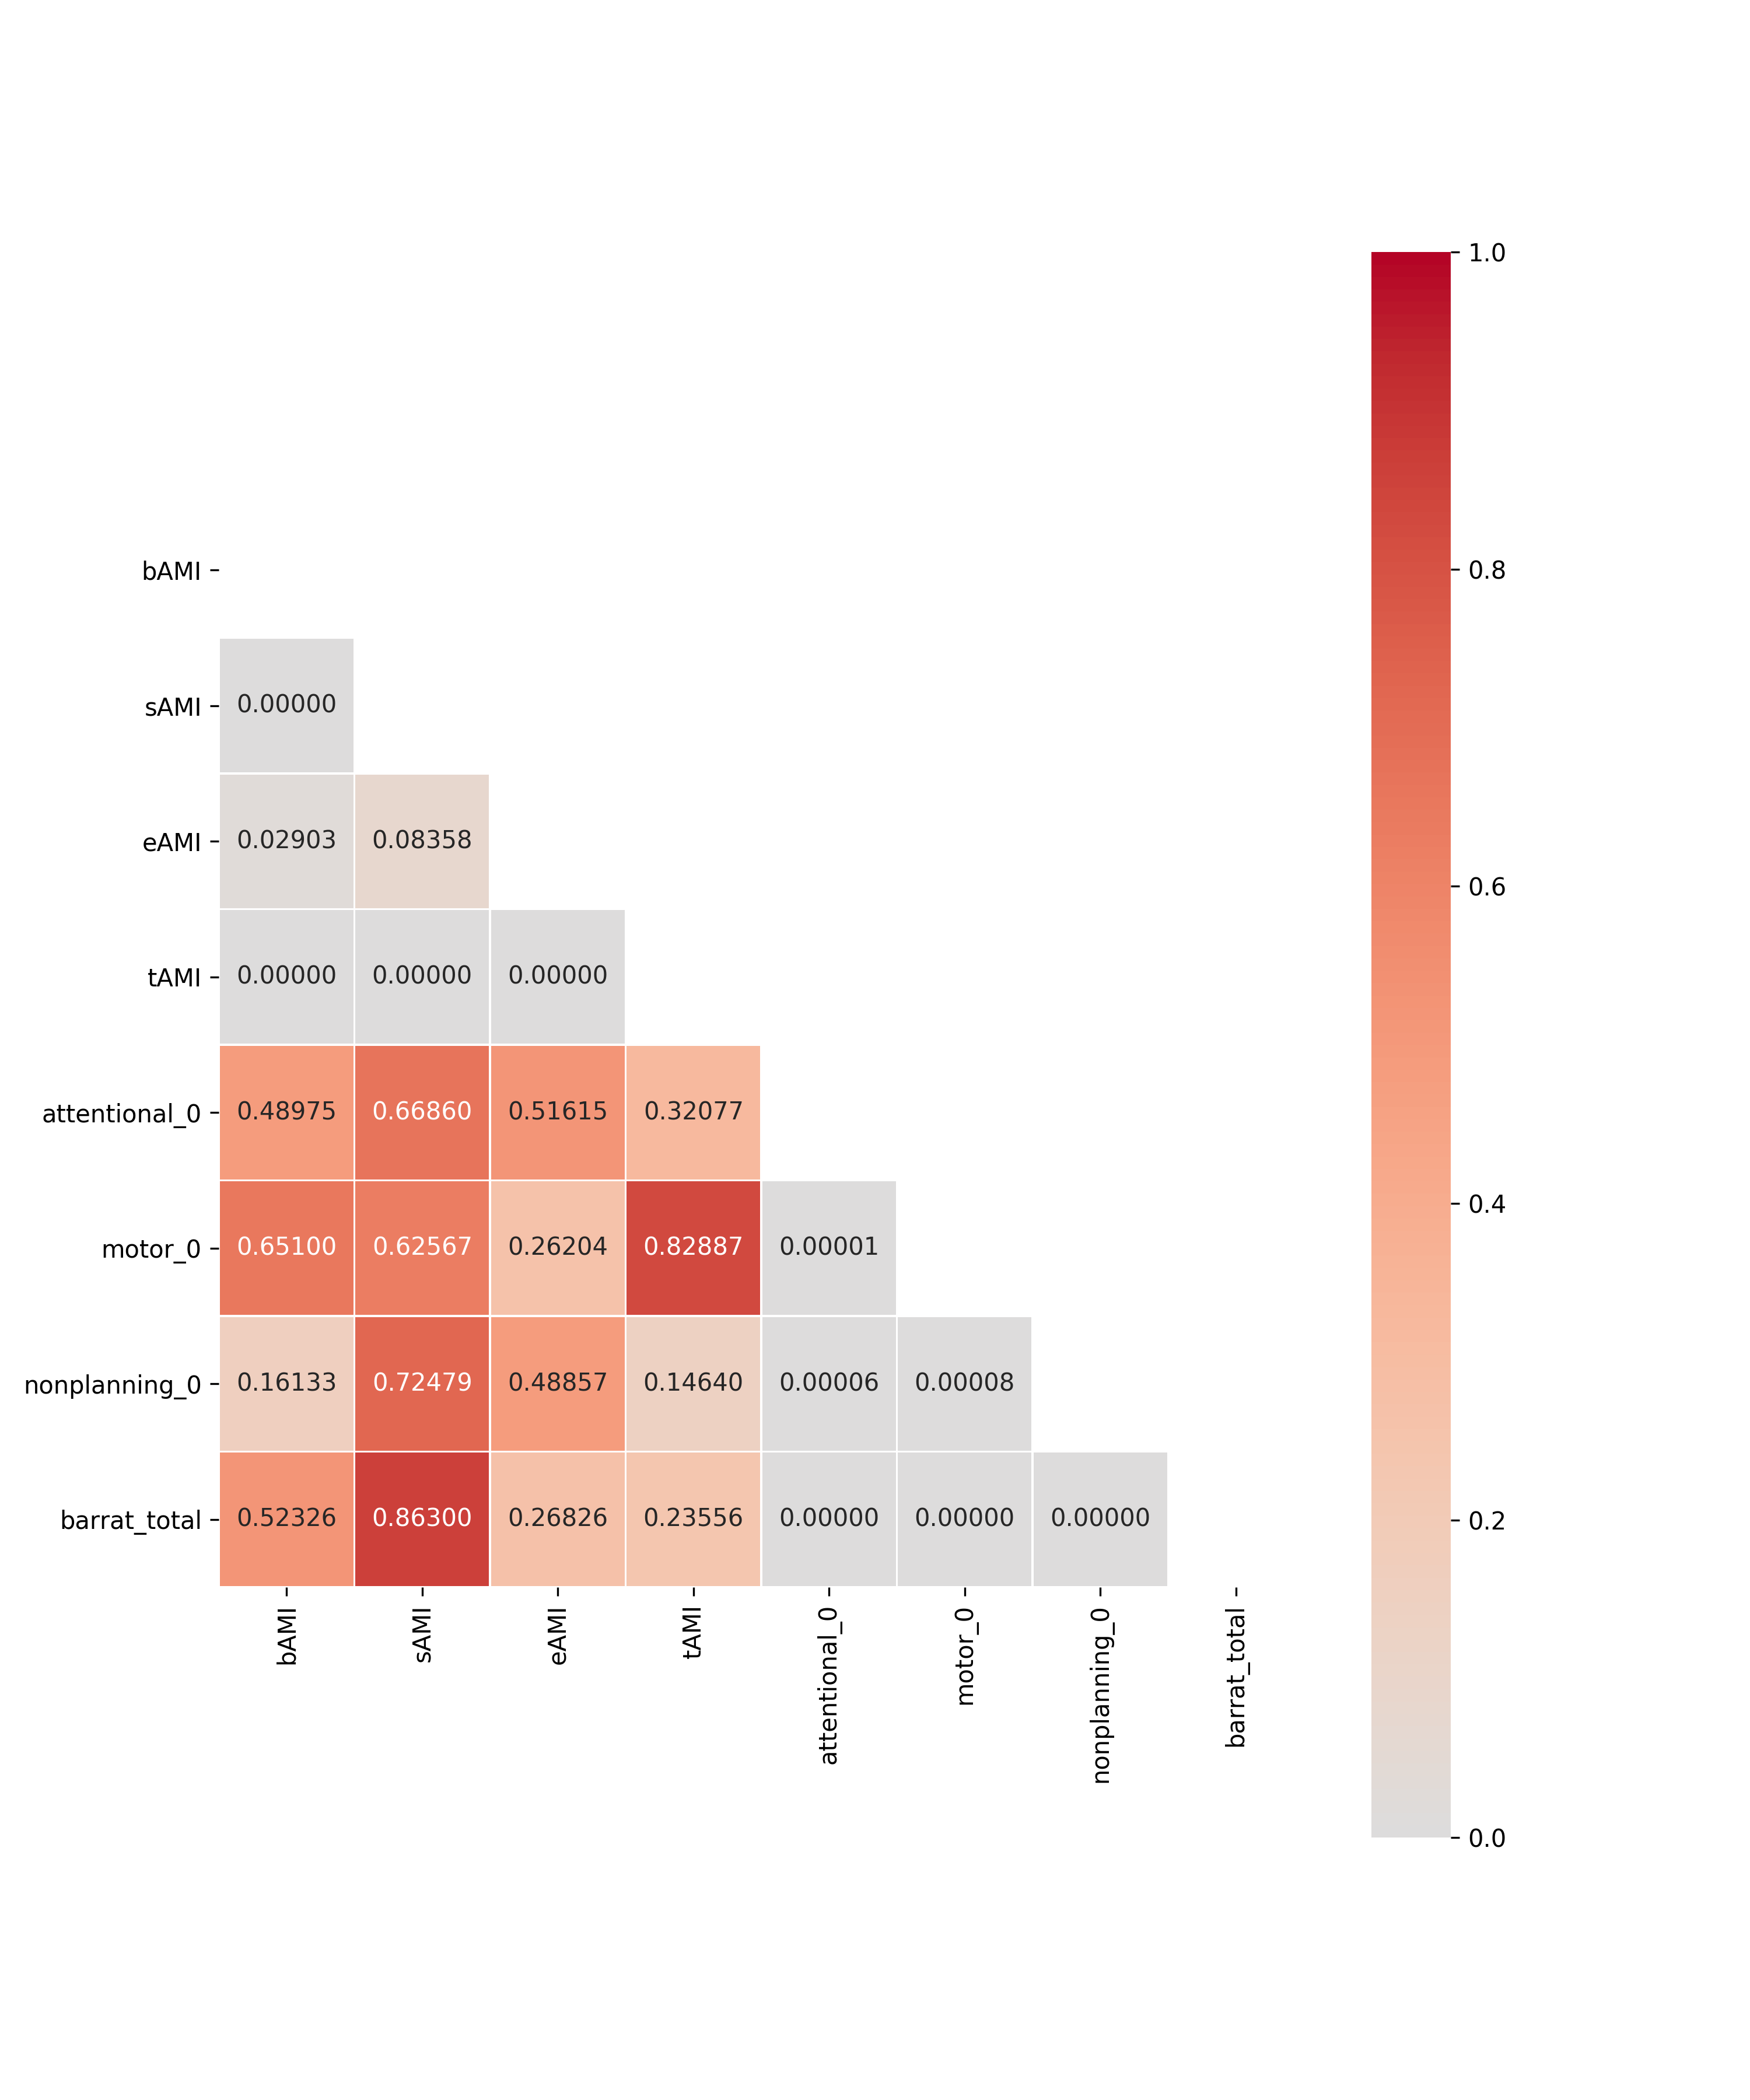 bAMI
sAMI 0.00000
eAMI 0.02903 0.08358
tAMI 0.00000 0.00000 0.00000
attentional_0 0.48975 0.66860 0.51615 0.32077
motor_0 0.65100 0.62567 0.26204 0.82887 0.00001
nonplanning_0 0.16133 0.72479 0.48857 0.14640 0.00006 0.00008
barrat_total 0.52326 0.86300 0.26826 0.23556 0.00000 0.00000 0.00000
bAMI sAMI eAMI tAMI attentional_0 motor_0 nonplanning_0 barrat_total
1.0
0.8
0.6
0.4
0.2
0.0